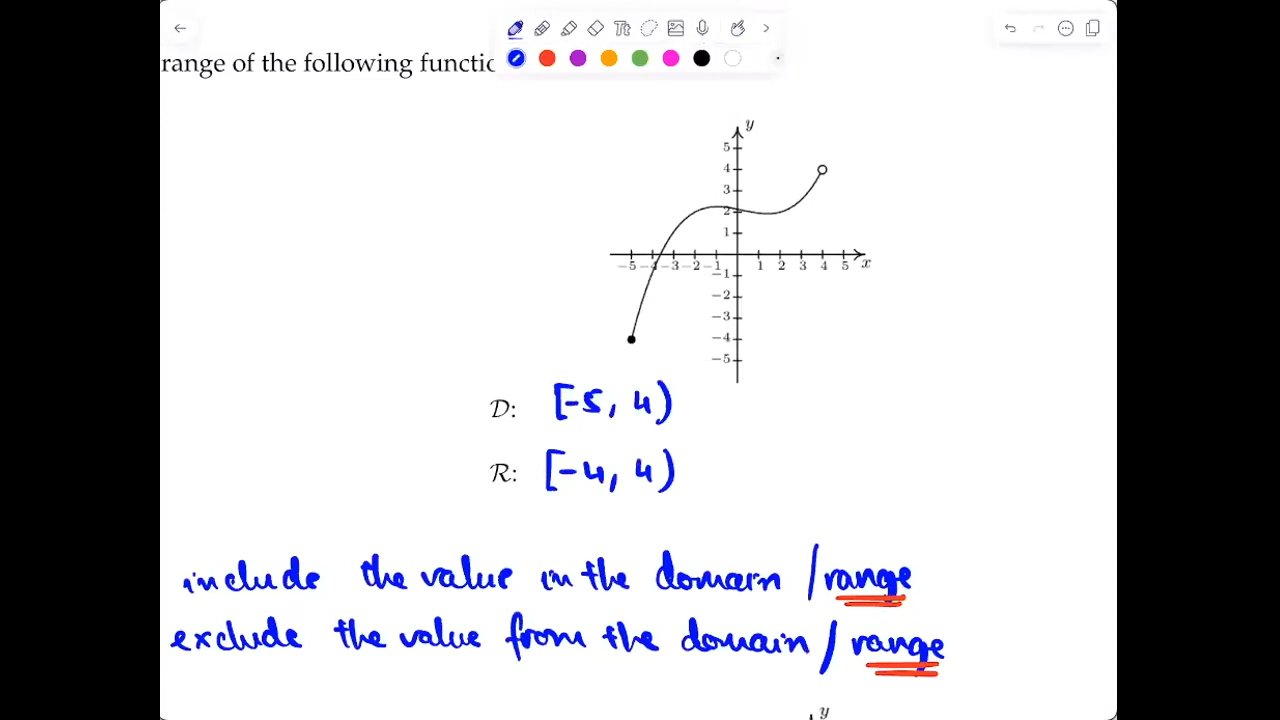 Tt
range of the following functio
y
5
4
3
2
1
-5 -4 -3 -2 -1 1 2 3 4 5 x
-1
-2
-3
-4
-5
D: [-5, 4)
R: [-4, 4)
include the value in the domain / range
exclude the value from the domain / range
y